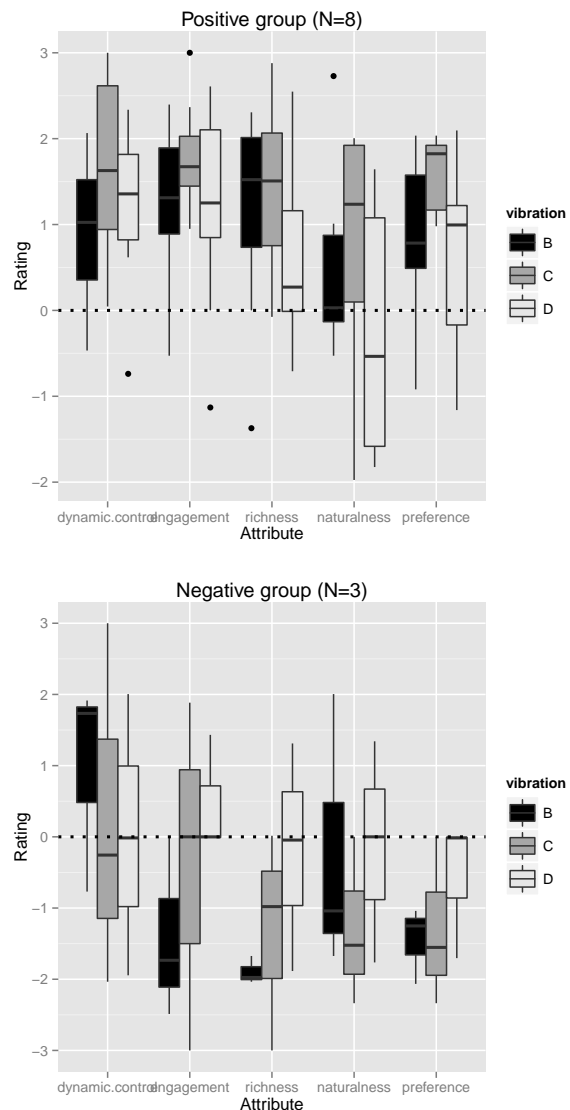 Positive group (N=8)
3
2
1
0
−1
−2
Rating
dynamic.control engagement richness naturalness preference
Attribute
vibration
B
C
D
Negative group (N=3)
3
2
1
0
−1
−2
−3
Rating
dynamic.control engagement richness naturalness preference
Attribute
vibration
B
C
D